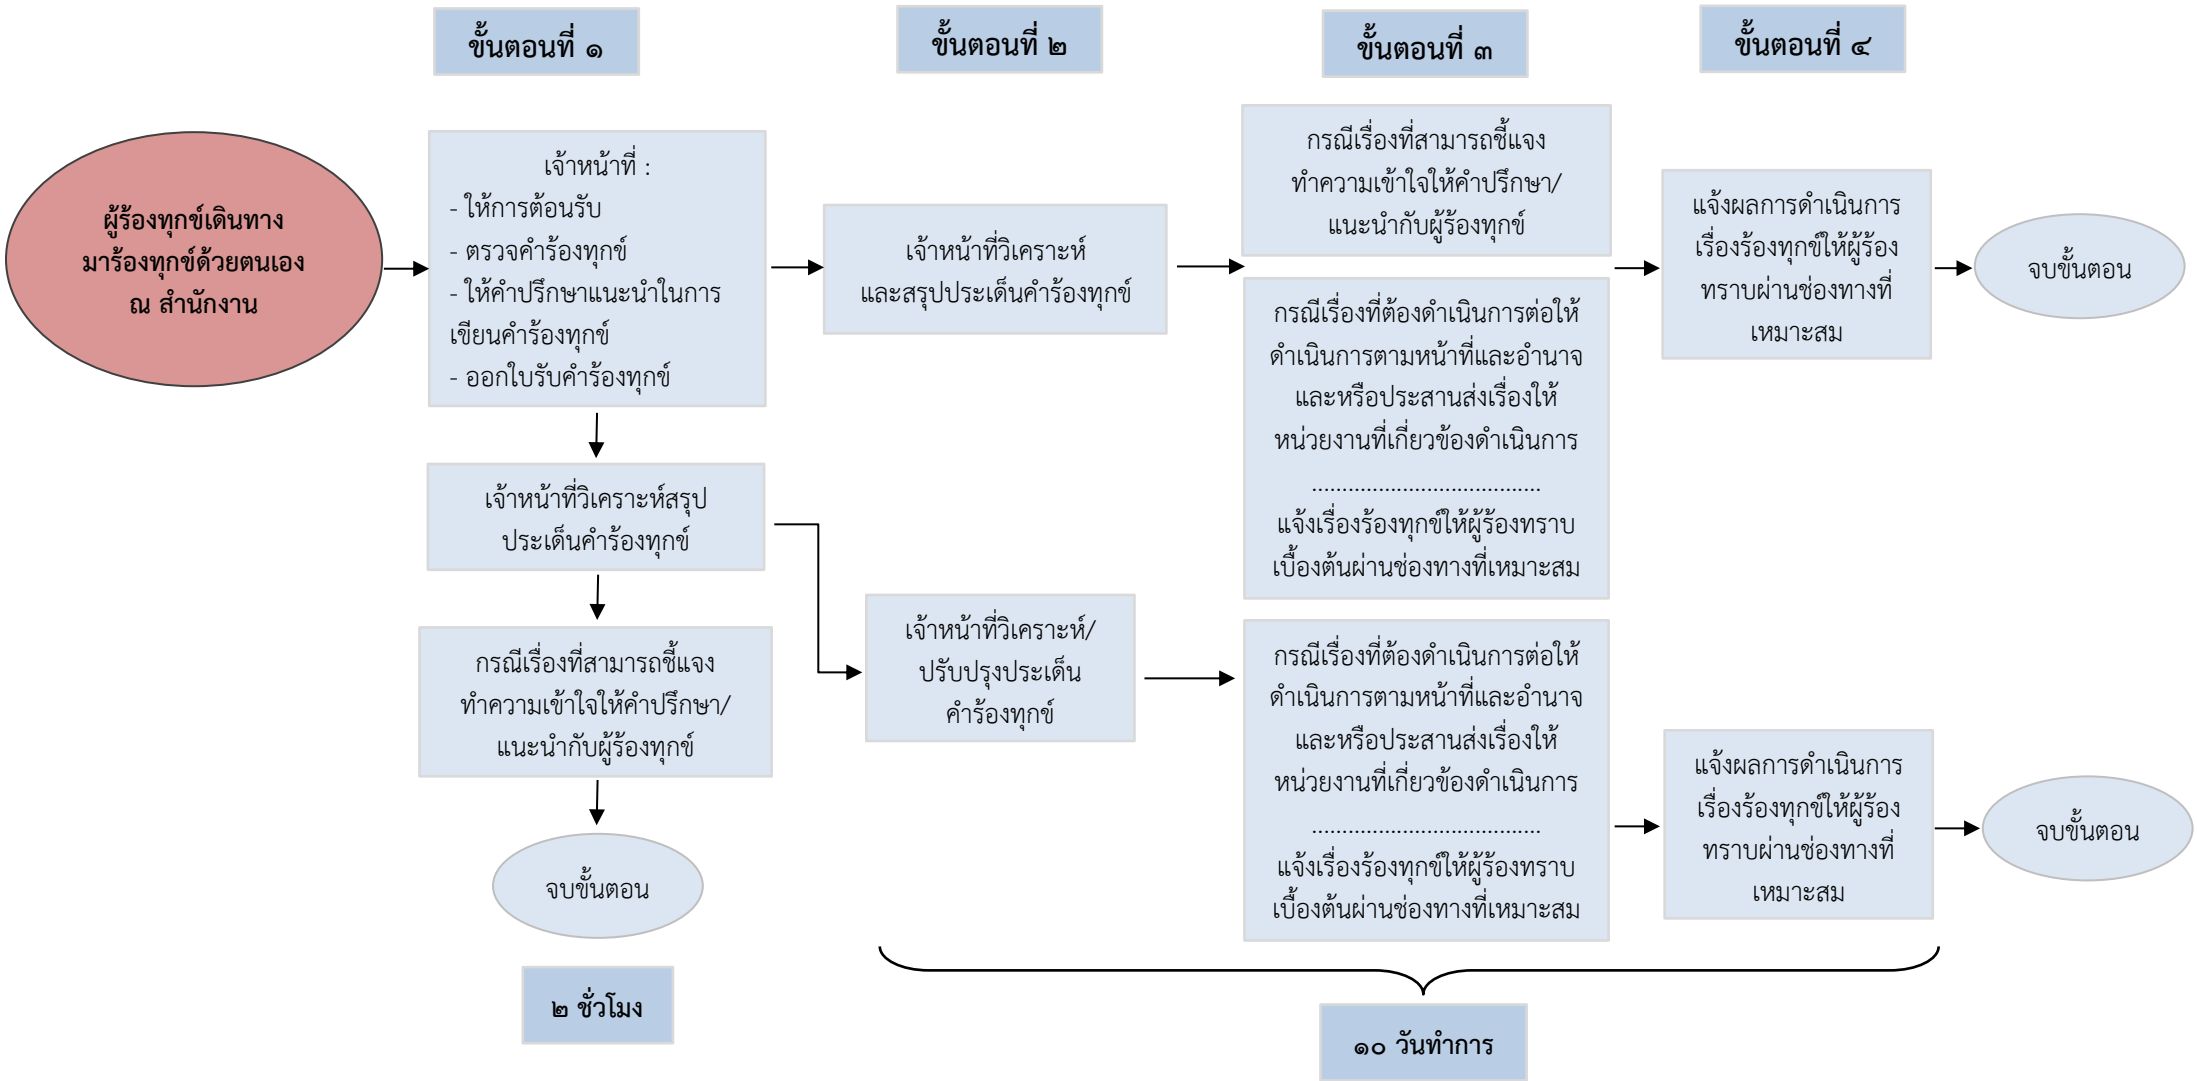 ขั้นตอนที่ ๑
ขั้นตอนที่ ๒
ขั้นตอนที่ ๓
ขั้นตอนที่ ๔
ผู้ร้องทุกข์เดินทาง
มาร้องทุกข์ด้วยตนเอง
ณ สำนักงาน
เจ้าหน้าที่ :
- ให้การต้อนรับ
- ตรวจคำร้องทุกข์
- ให้คำปรึกษาแนะนำในการ
เขียนคำร้องทุกข์
- ออกใบรับคำร้องทุกข์
เจ้าหน้าที่วิเคราะห์
และสรุปประเด็นคำร้องทุกข์
กรณีเรื่องที่สามารถชี้แจง
ทำความเข้าใจให้คำปรึกษา/
แนะนำกับผู้ร้องทุกข์
กรณีเรื่องที่ต้องดำเนินการต่อให้
ดำเนินการตามหน้าที่และอำนาจ
และหรือประสานส่งเรื่องให้
หน่วยงานที่เกี่ยวข้องดำเนินการ
.....................................
แจ้งเรื่องร้องทุกข์ให้ผู้ร้องทราบ
เบื้องต้นผ่านช่องทางที่เหมาะสม
แจ้งผลการดำเนินการ
เรื่องร้องทุกข์ให้ผู้ร้อง
ทราบผ่านช่องทางที่
เหมาะสม
จบขั้นตอน
เจ้าหน้าที่วิเคราะห์สรุป
ประเด็นคำร้องทุกข์
กรณีเรื่องที่สามารถชี้แจง
ทำความเข้าใจให้คำปรึกษา/
แนะนำกับผู้ร้องทุกข์
จบขั้นตอน
๒ ชั่วโมง
เจ้าหน้าที่วิเคราะห์/
ปรับปรุงประเด็น
คำร้องทุกข์
กรณีเรื่องที่ต้องดำเนินการต่อให้
ดำเนินการตามหน้าที่และอำนาจ
และหรือประสานส่งเรื่องให้
หน่วยงานที่เกี่ยวข้องดำเนินการ
.....................................
แจ้งเรื่องร้องทุกข์ให้ผู้ร้องทราบ
เบื้องต้นผ่านช่องทางที่เหมาะสม
แจ้งผลการดำเนินการ
เรื่องร้องทุกข์ให้ผู้ร้อง
ทราบผ่านช่องทางที่
เหมาะสม
จบขั้นตอน
๑๐ วันทำการ